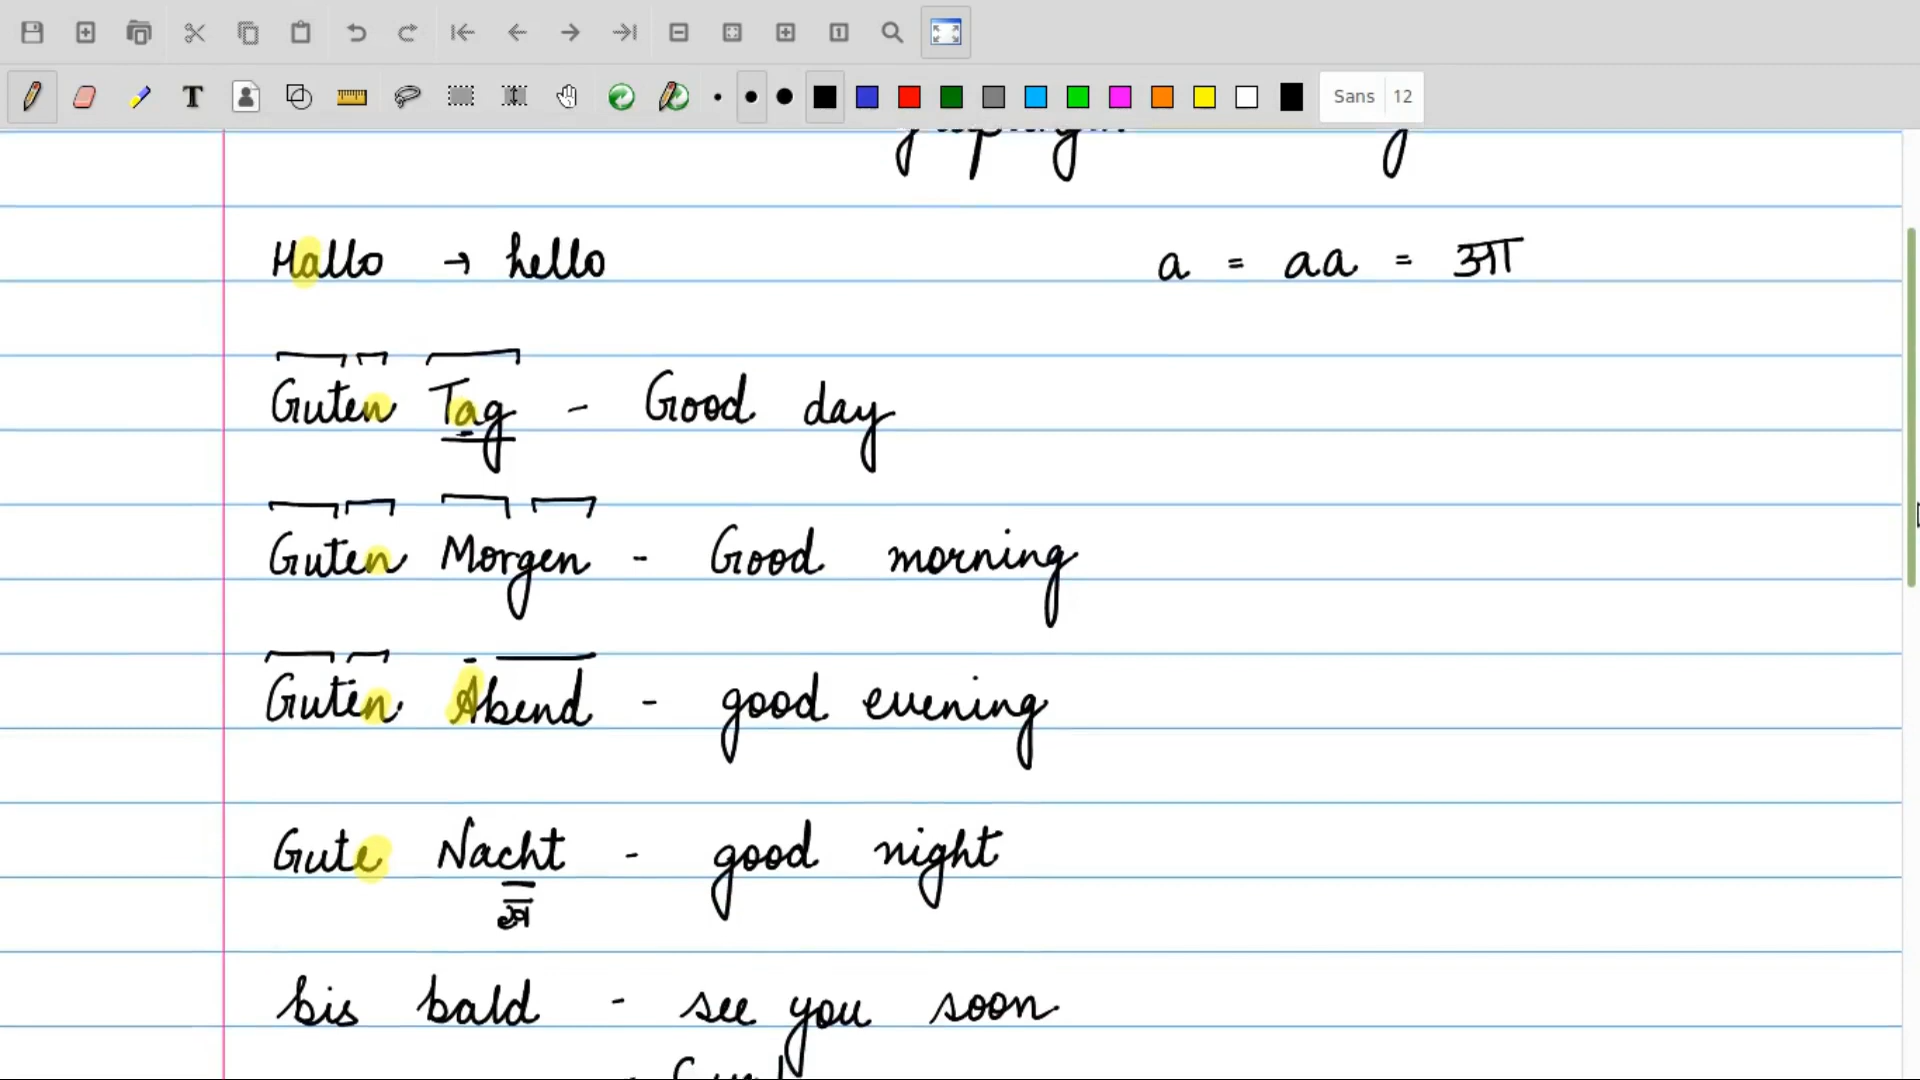 Sans 12
Hallo → hello a = aa = आ
Guten Tag - Good day
Guten Morgen - Good morning
Guten Abend - good evening
Gute Nacht - good night
ख
bis bald - see you soon